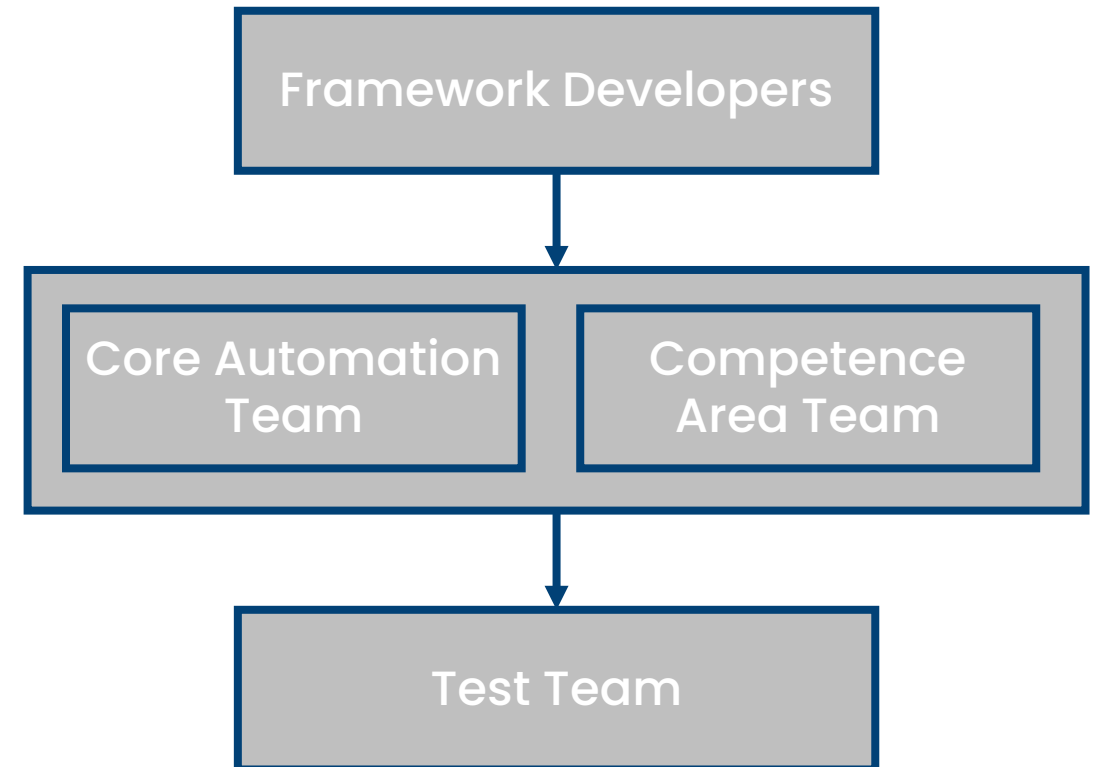 Framework Developers
Core Automation
Team
Competence
Area Team
Test Team